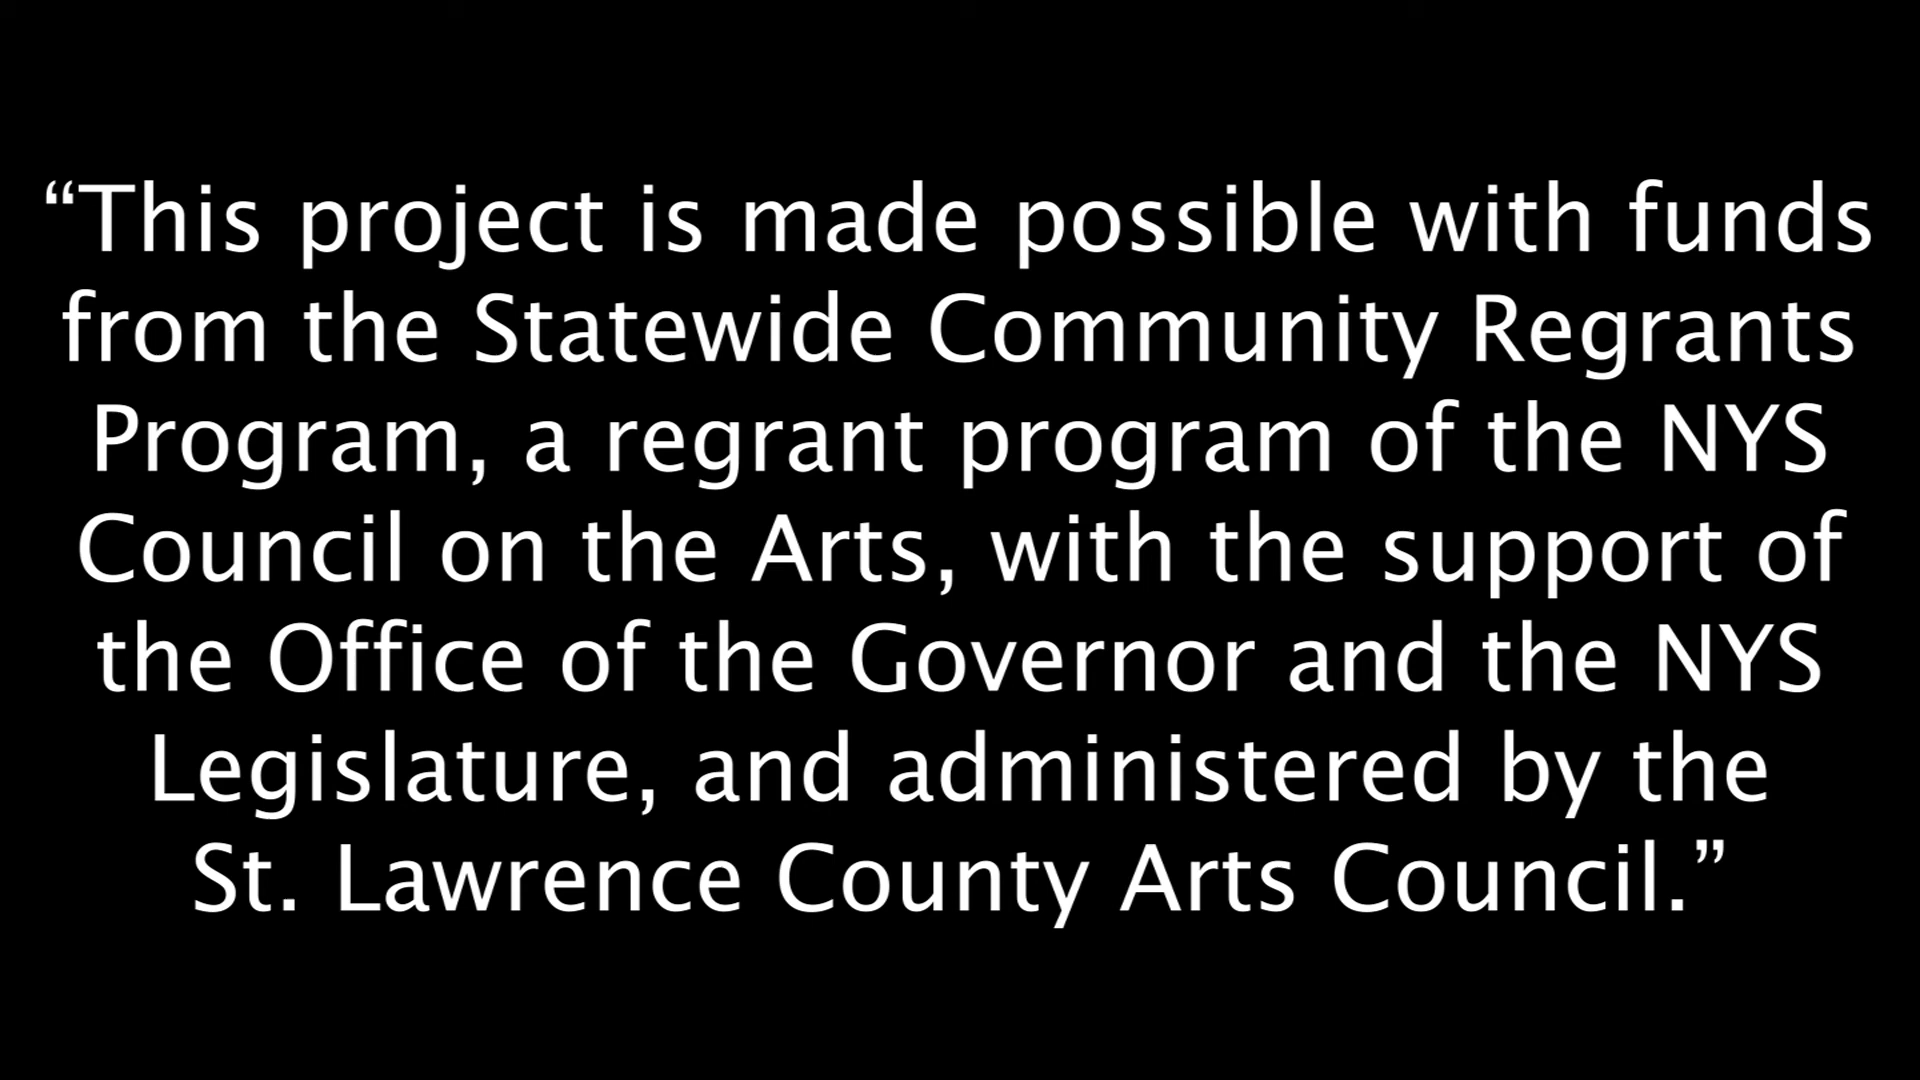 “This project is made possible with funds
from the Statewide Community Regrants
Program, a regrant program of the NYS
Council on the Arts, with the support of
the Office of the Governor and the NYS
Legislature, and administered by the
St. Lawrence County Arts Council.”